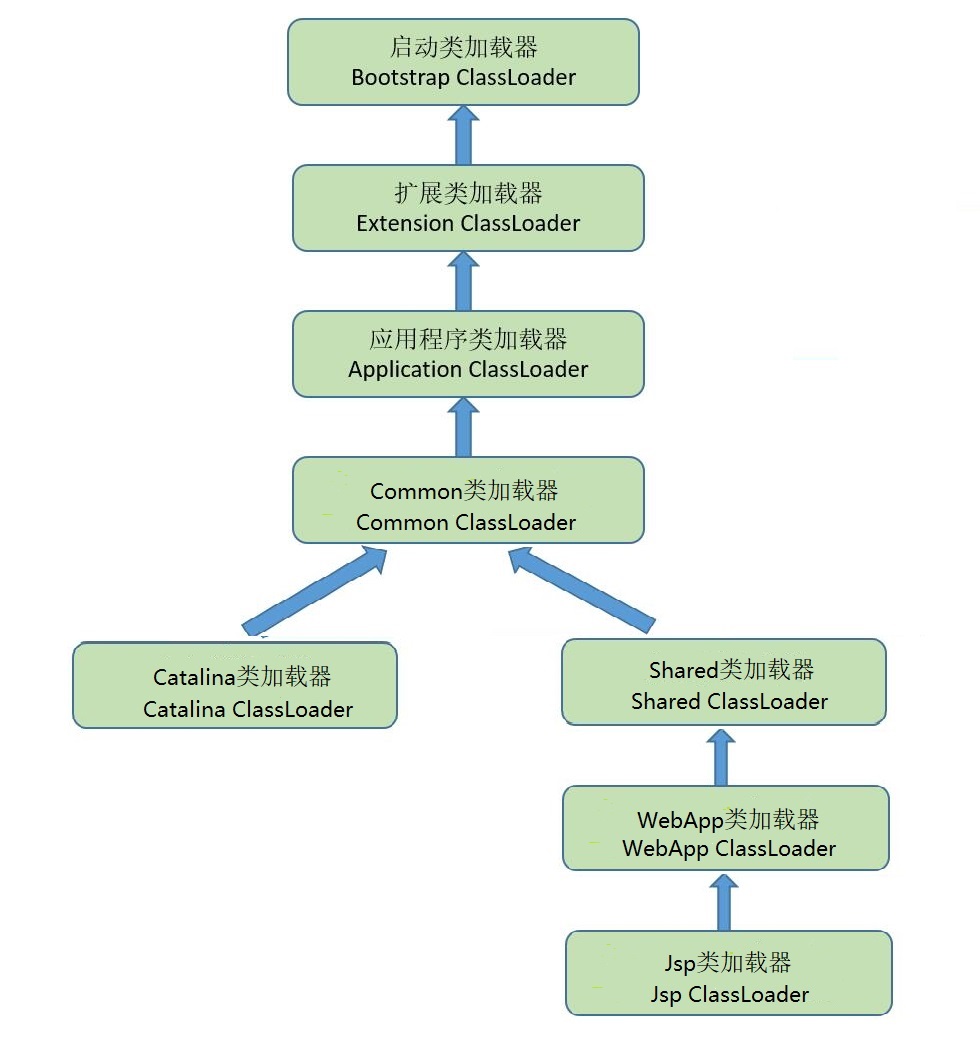 启动类加载器
Bootstrap ClassLoader
扩展类加载器
Extension ClassLoader
应用程序类加载器
Application ClassLoader
Common类加载器
Common ClassLoader
Catalina类加载器
Catalina ClassLoader
Shared类加载器
Shared ClassLoader
WebApp类加载器
WebApp ClassLoader
Jsp类加载器
Jsp ClassLoader